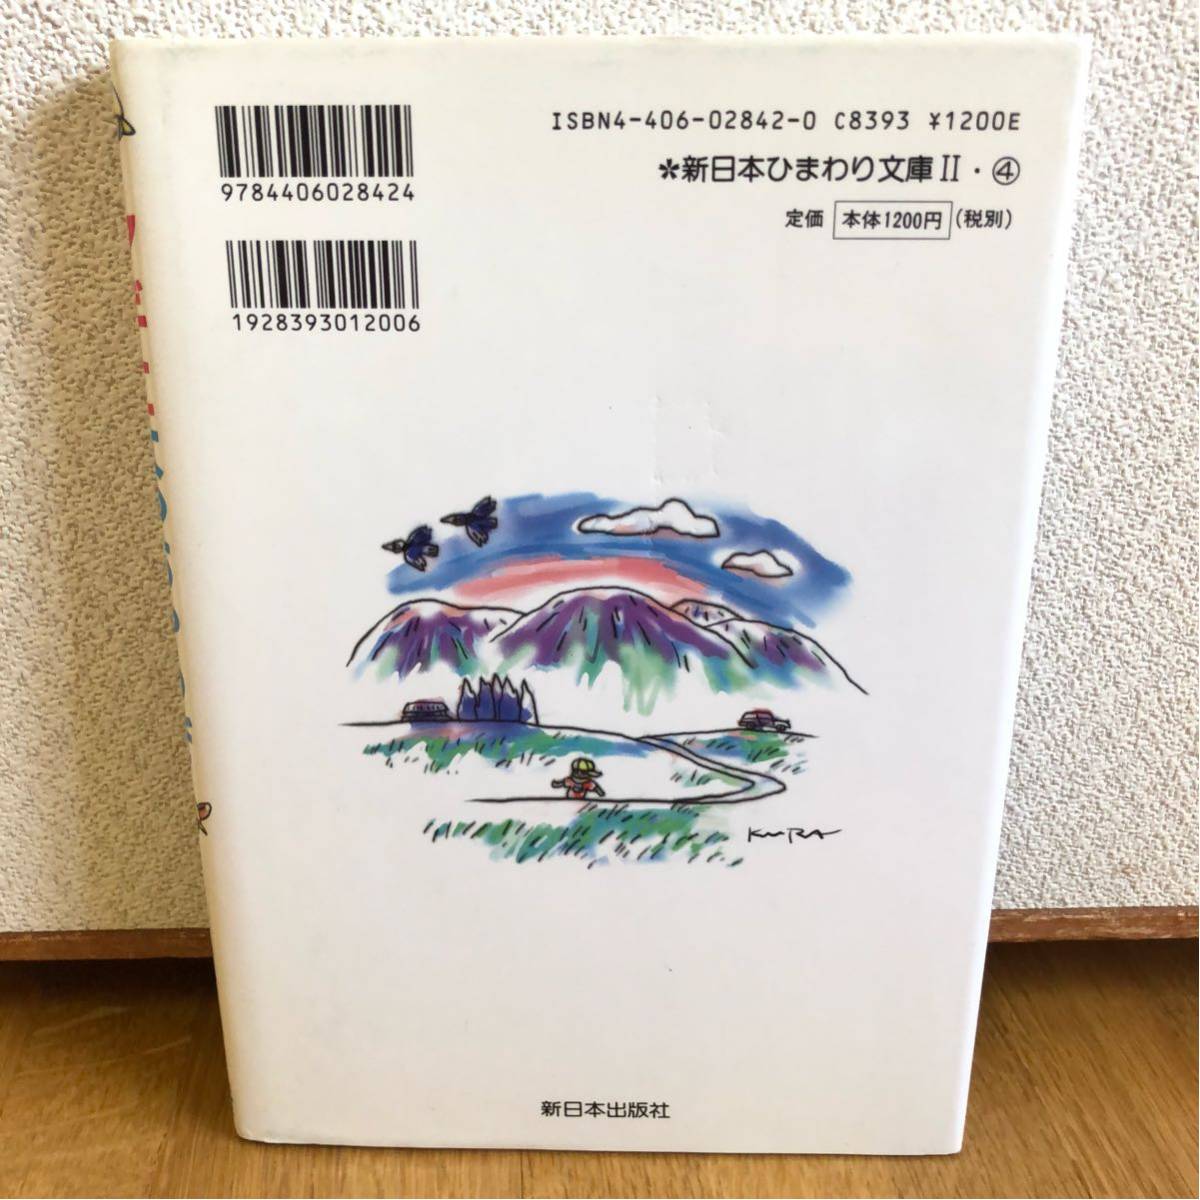 9784406028424
1928393012006
ISBN4-406-02842-0 C8393 ¥1200E
*新日本ひまわり文庫Ⅱ・④
定価 本体1200円 (税別)
新日本出版社